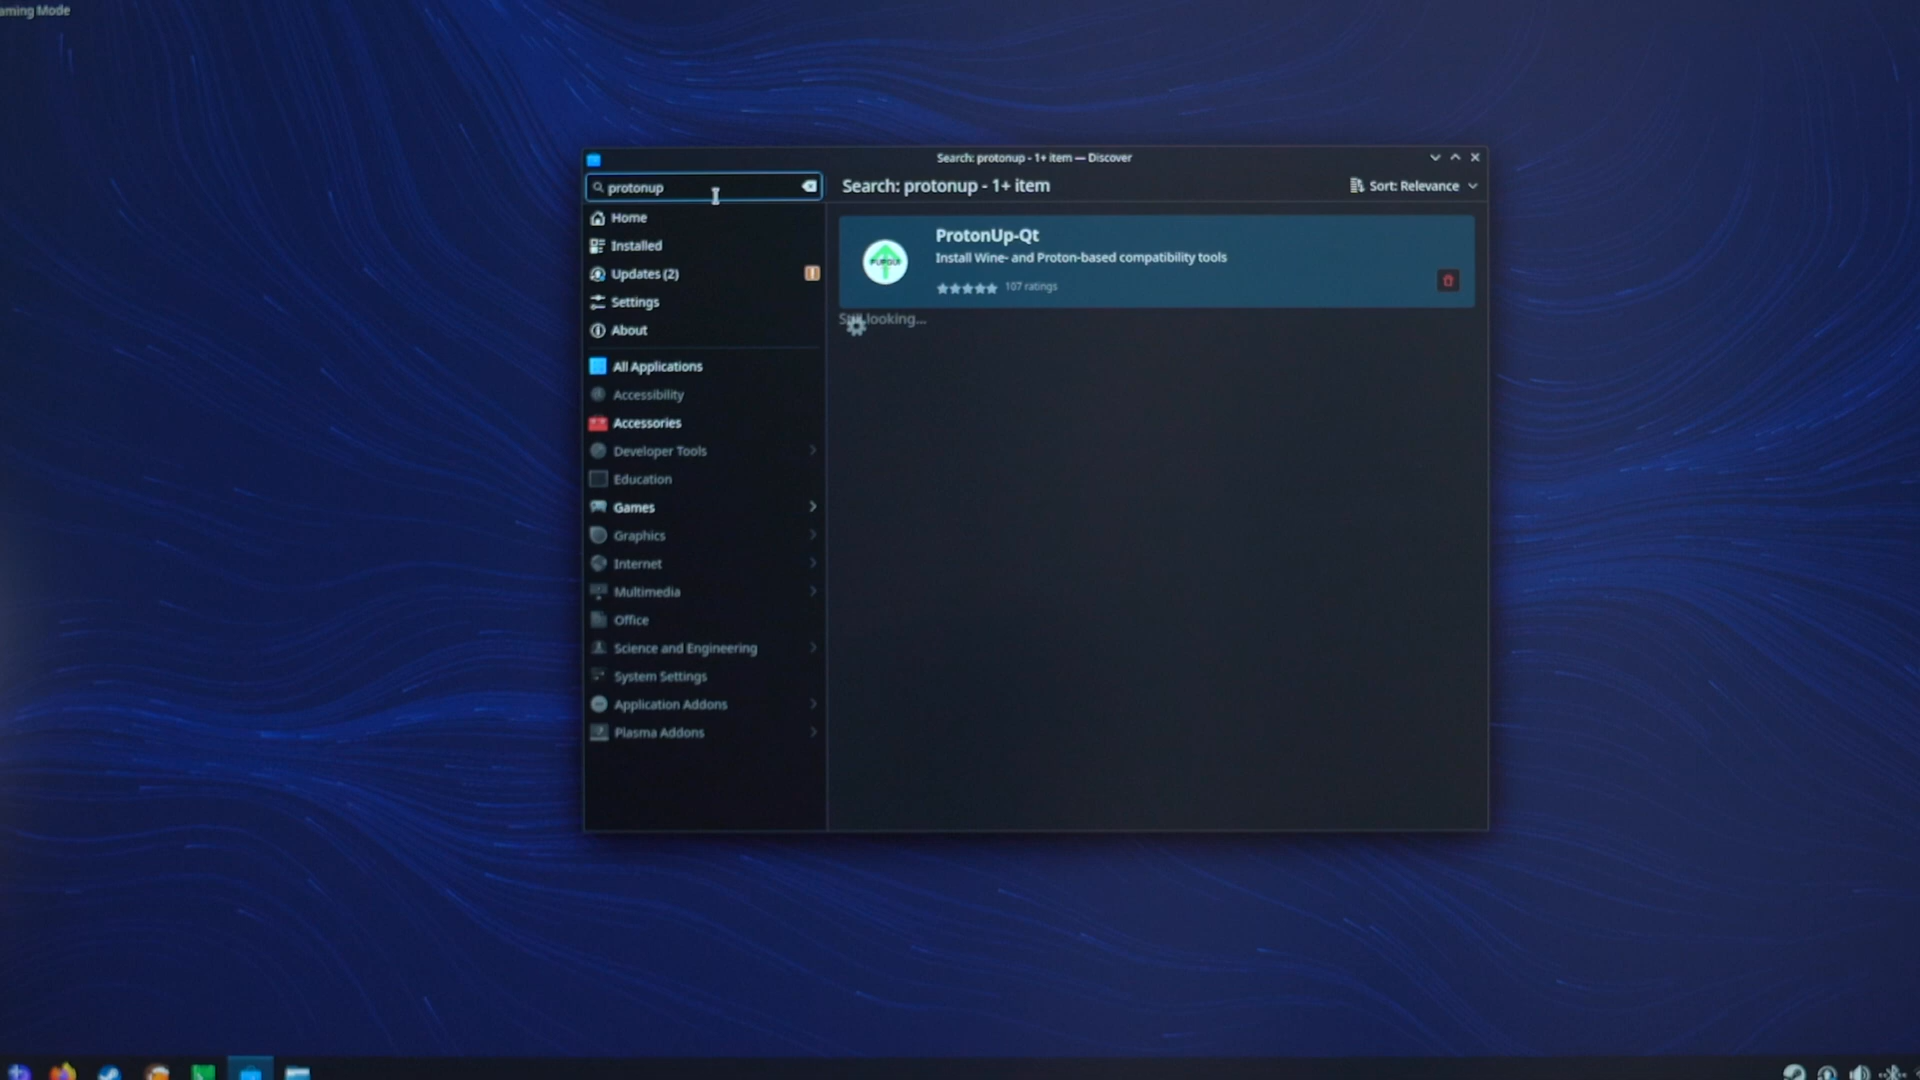 aming Mode
Search: protonup - 1+ item — Discover
protonup
Search: protonup - 1+ item
Sort: Relevance
Home
Installed
Updates (2)
Settings
About
All Applications
Accessibility
Accessories
Developer Tools
Education
Games
Graphics
Internet
Multimedia
Office
Science and Engineering
System Settings
Application Addons
Plasma Addons
ProtonUp-Qt
Install Wine- and Proton-based compatibility tools
107 ratings
Still looking...